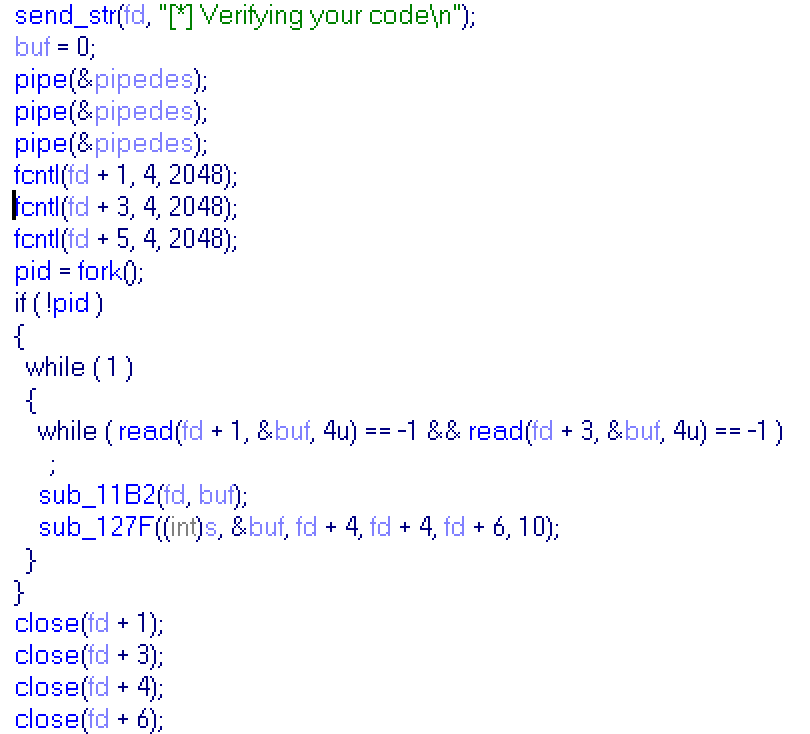 send_str(fd, "[*] Verifying your code\n");
buf = 0;
pipe(&pipedes);
pipe(&pipedes);
pipe(&pipedes);
fcntl(fd + 1, 4, 2048);
fcntl(fd + 3, 4, 2048);
fcntl(fd + 5, 4, 2048);
pid = fork();
if ( !pid )
{
while ( 1 )
{
while ( read(fd + 1, &buf, 4u) == -1 && read(fd + 3, &buf, 4u) == -1 )
;
sub_11B2(fd, buf);
sub_127F((int)s, &buf, fd + 4, fd + 4, fd + 6, 10);
}
}
close(fd + 1);
close(fd + 3);
close(fd + 4);
close(fd + 6);